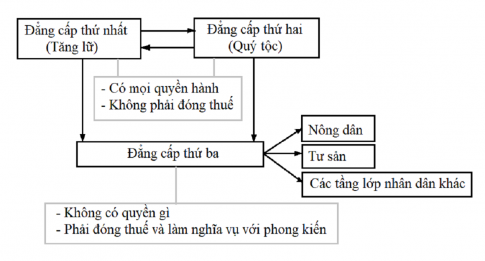 Đẳng cấp thứ nhất
(Tăng lữ)
Đẳng cấp thứ hai
(Quý tộc)
- Có mọi quyền hành
- Không phải đóng thuế
Đẳng cấp thứ ba
Nông dân
Tư sản
Các tầng lớp nhân dân khác
- Không có quyền gì
- Phải đóng thuế và làm nghĩa vụ với phong kiến